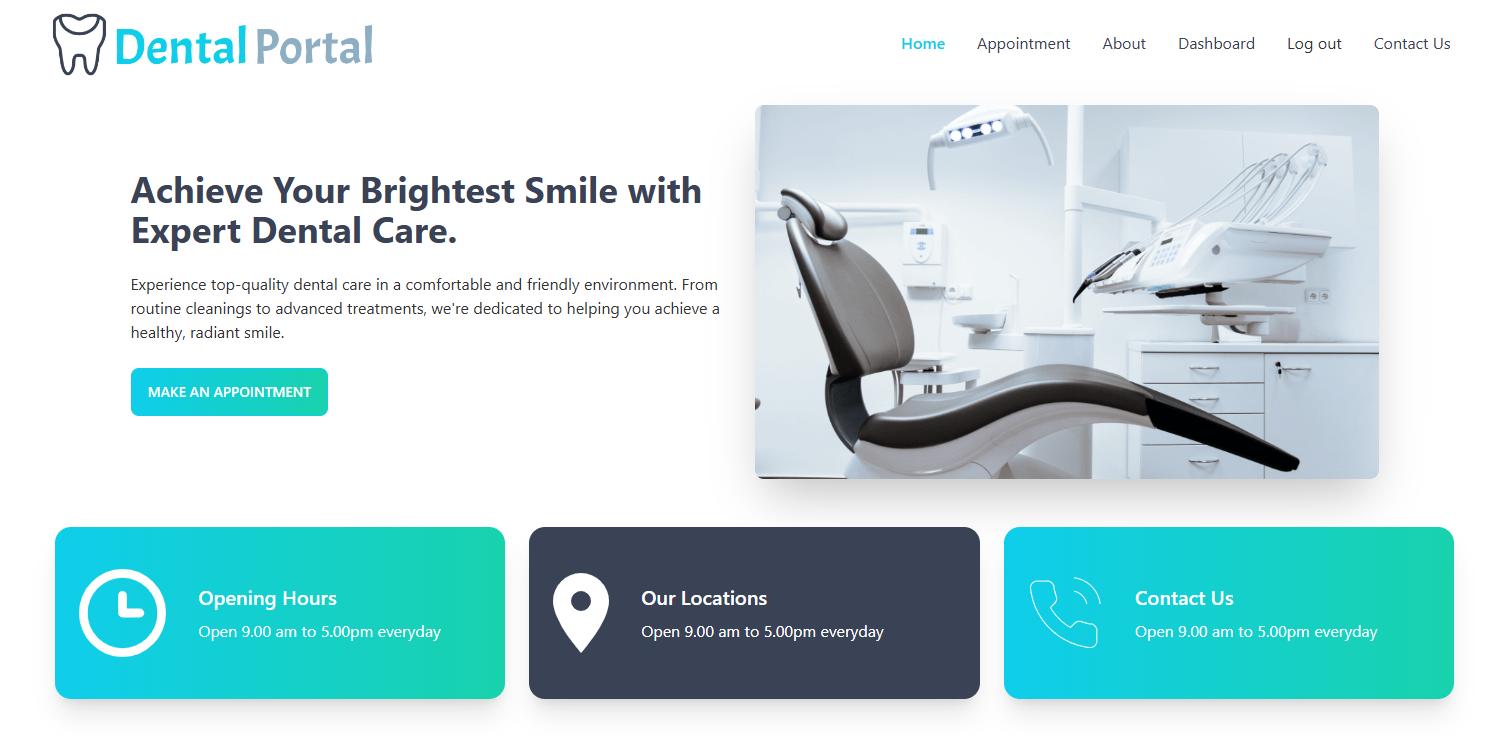 Dental Portal
Home
Appointment
About
Dashboard
Log out
Contact Us
Achieve Your Brightest Smile with
Expert Dental Care.
Experience top-quality dental care in a comfortable and friendly environment. From
routine cleanings to advanced treatments, we're dedicated to helping you achieve a
healthy, radiant smile.
MAKE AN APPOINTMENT
Opening Hours
Open 9.00 am to 5.00pm everyday
Our Locations
Open 9.00 am to 5.00pm everyday
Contact Us
Open 9.00 am to 5.00pm everyday